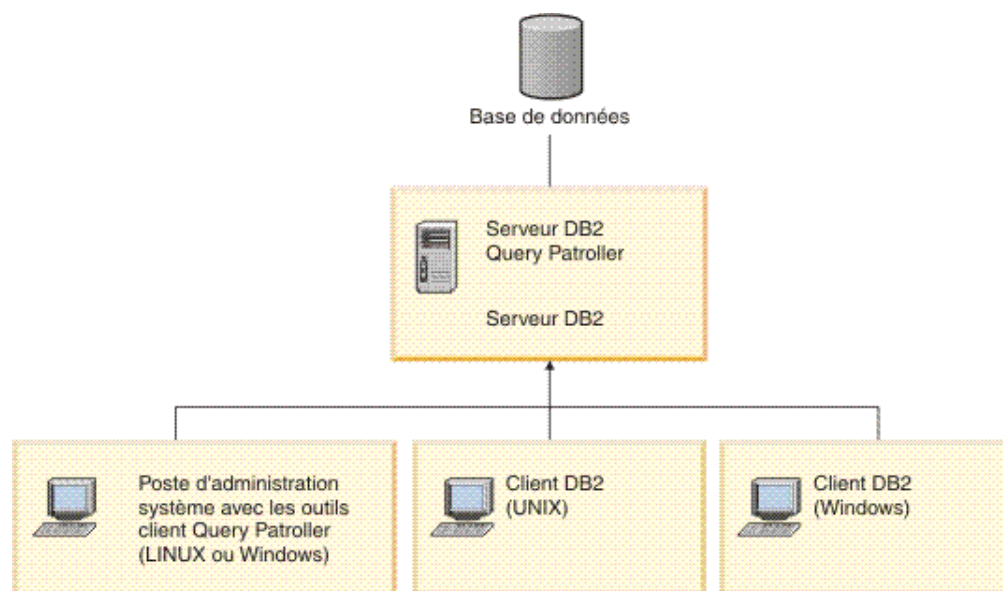 Base de données
Serveur DB2
Query Patroller
Serveur DB2
Poste d'administration
système avec les outils
client Query Patroller
(LINUX ou Windows)
Client DB2
(UNIX)
Client DB2
(Windows)